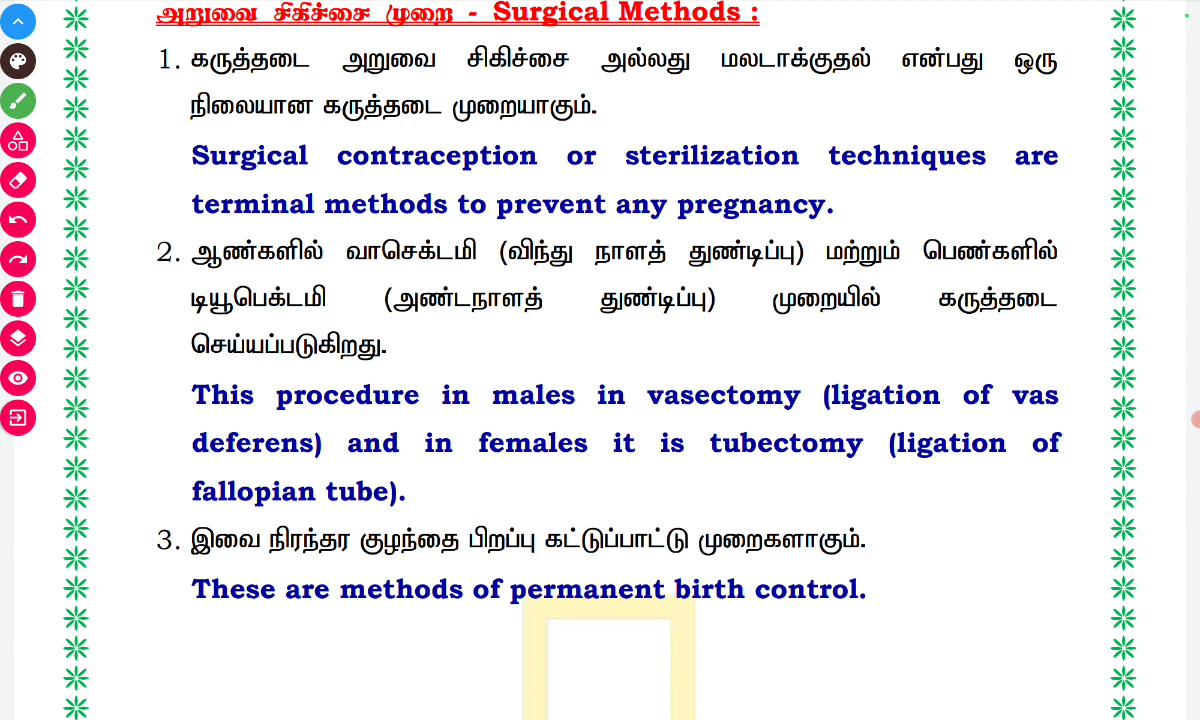 அறுவை சிகிச்சை முறை - Surgical Methods :
1. கருத்தடை அறுவை சிகிச்சை அல்லது மலடாக்குதல் என்பது ஒரு
நிலையான கருத்தடை முறையாகும்.
Surgical contraception or sterilization techniques are
terminal methods to prevent any pregnancy.
2. ஆண்களில் வாசெக்டமி (விந்து நாளத் துண்டிப்பு) மற்றும் பெண்களில்
டியூபெக்டமி (அண்டநாளத் துண்டிப்பு) முறையில் கருத்தடை
செய்யப்படுகிறது.
This procedure in males in vasectomy (ligation of vas
deferens) and in females it is tubectomy (ligation of
fallopian tube).
3. இவை நிரந்தர குழந்தை பிறப்பு கட்டுப்பாட்டு முறைகளாகும்.
These are methods of permanent birth control.